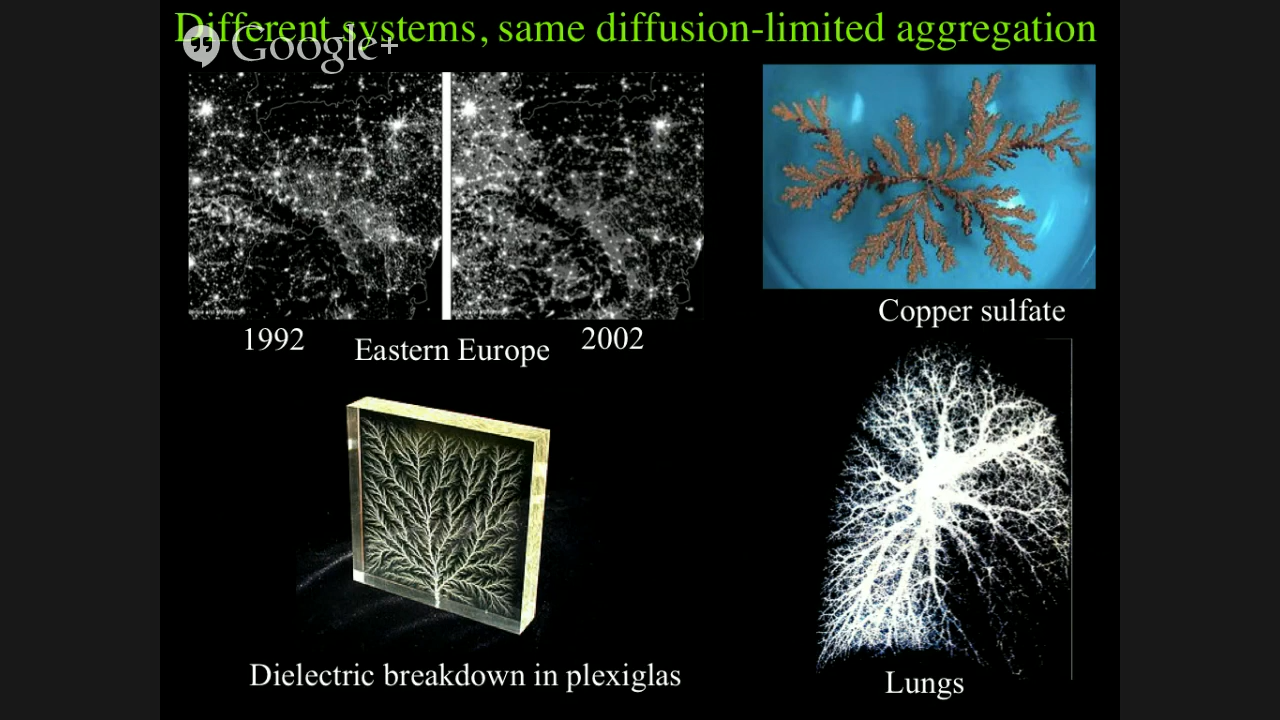 Different systems, same diffusion-limited aggregation
Google+
1992
Eastern Europe
2002
Copper sulfate
Dielectric breakdown in plexiglas
Lungs